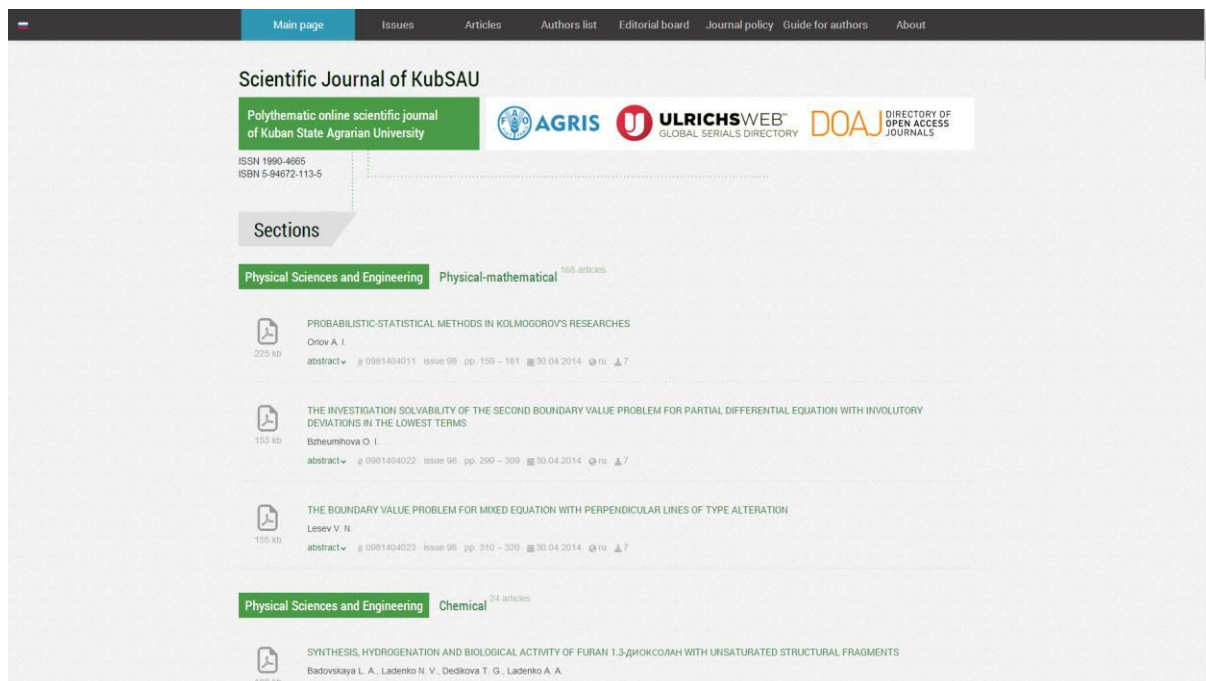 Main page Issues Articles Authors list Editorial board Journal policy Guide for authors About
Scientific Journal of KubSAU
Polythematic online scientific journal
of Kuban State Agrarian University
AGRIS
ULRICHSWEB™
GLOBAL SERIALS DIRECTORY
DOAJ
DIRECTORY OF
OPEN ACCESS
JOURNALS
ISSN 1990-4665
ISBN 5-94672-113-5
Sections
Physical Sciences and Engineering Physical-mathematical 168 articles
PROBABILISTIC-STATISTICAL METHODS IN KOLMOGOROV'S RESEARCHES
Orlov A. I.
225 kb
abstract # 0981404011 issue 98 pp. 159 – 181 30.04.2014 ru 7
THE INVESTIGATION SOLVABILITY OF THE SECOND BOUNDARY VALUE PROBLEM FOR PARTIAL DIFFERENTIAL EQUATION WITH INVOLUTORY
DEVIATIONS IN THE LOWEST TERMS
153 kb
Bzheumihova O. I.
abstract # 0981404022 issue 98 pp. 299 – 309 30.04.2014 ru 7
THE BOUNDARY VALUE PROBLEM FOR MIXED EQUATION WITH PERPENDICULAR LINES OF TYPE ALTERATION
Lesev V. N.
155 kb
abstract # 0981404023 issue 98 pp. 310 – 320 30.04.2014 ru 7
Physical Sciences and Engineering Chemical 24 articles
SYNTHESIS, HYDROGENATION AND BIOLOGICAL ACTIVITY OF FURAN 1.3-ДИОКСОЛАН WITH UNSATURATED STRUCTURAL FRAGMENTS
Badovskaya L. A., Ladenko N. V., Dedikova T. G., Ladenko A. A.